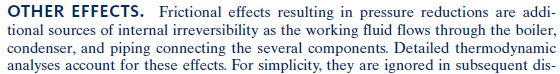 OTHER EFFECTS. Frictional effects resulting in pressure reductions are addi-
tional sources of internal irreversibility as the working fluid flows through the boiler,
condenser, and piping connecting the several components. Detailed thermodynamic
analyses account for these effects. For simplicity, they are ignored in subsequent dis-